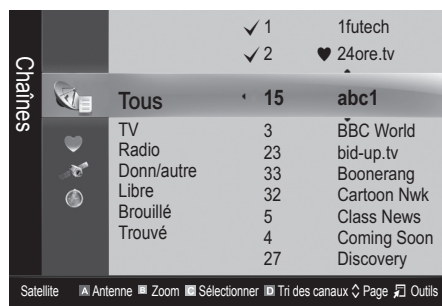 Chaînes
✓ 1 1futech
✓ 2 ♥ 24ore.tv
Tous 15 abc1
TV 3 BBC World
Radio 23 bid-up.tv
Donn/autre 33 Boonerang
Libre 32 Cartoon Nwk
Brouillé 5 Class News
Trouvé 4 Coming Soon
27 Discovery
Satellite A Antenne B Zoom C Sélectionner D Tri des canaux Page Outils